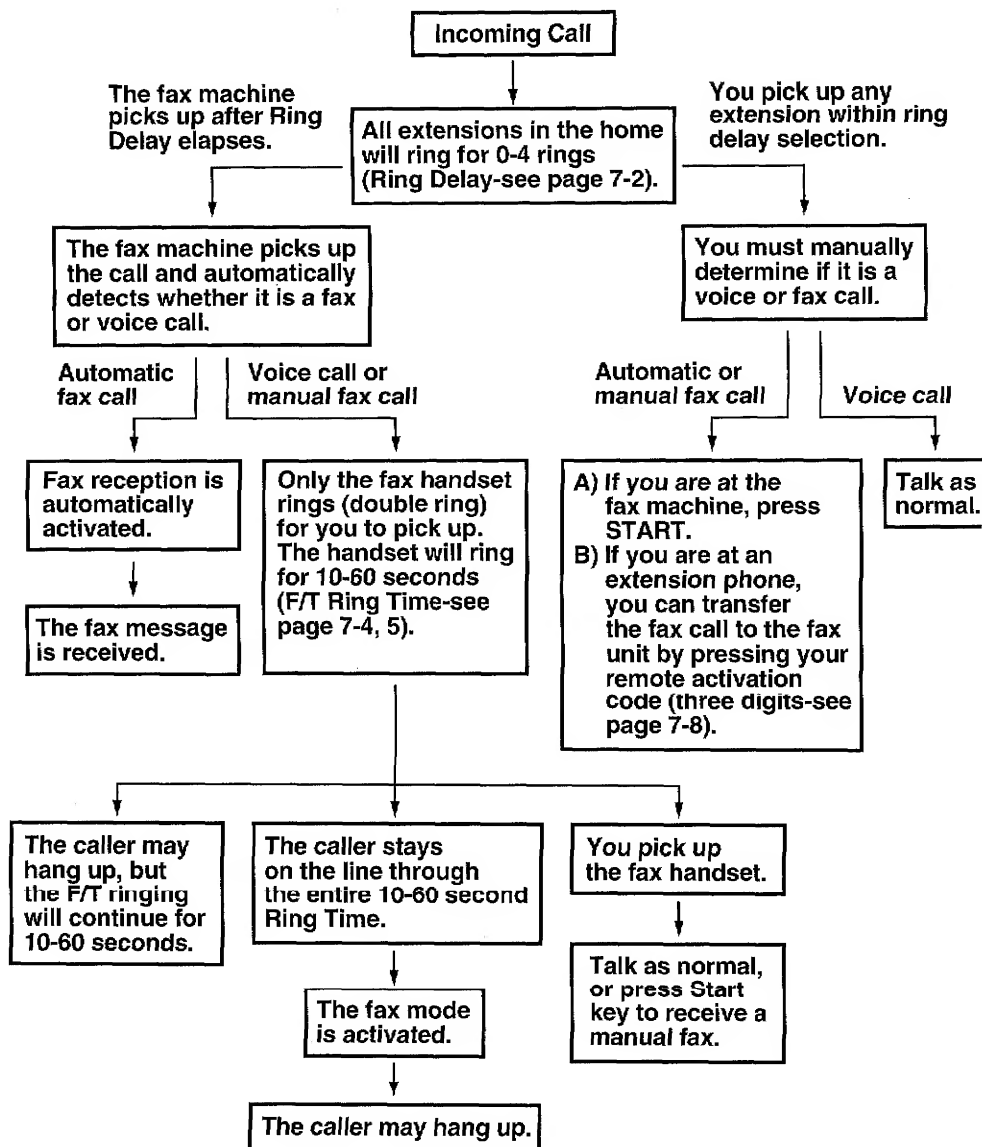 Incoming Call
The fax machine
picks up after Ring
Delay elapses.
You pick up any
extension within ring
delay selection.
All extensions in the home
will ring for 0-4 rings
(Ring Delay-see page 7-2).
The fax machine picks up
the call and automatically
detects whether it is a fax
or voice call.
You must manually
determine if it is a
voice or fax call.
Automatic
fax call
Voice call or
manual fax call
Automatic or
manual fax call
Voice call
Fax reception is
automatically
activated.
The fax message
is received.
Only the fax handset
rings (double ring)
for you to pick up.
The handset will ring
for 10-60 seconds
(F/T Ring Time-see
page 7-4, 5).
A) If you are at the
fax machine, press
START.
B) If you are at an
extension phone,
you can transfer
the fax call to the fax
unit by pressing your
remote activation
code (three digits-see
page 7-8).
Talk as
normal.
The caller may
hang up, but
the F/T ringing
will continue for
10-60 seconds.
The caller stays
on the line through
the entire 10-60 second
Ring Time.
The fax mode
is activated.
The caller may hang up.
You pick up
the fax handset.
Talk as normal,
or press Start
key to receive a
manual fax.